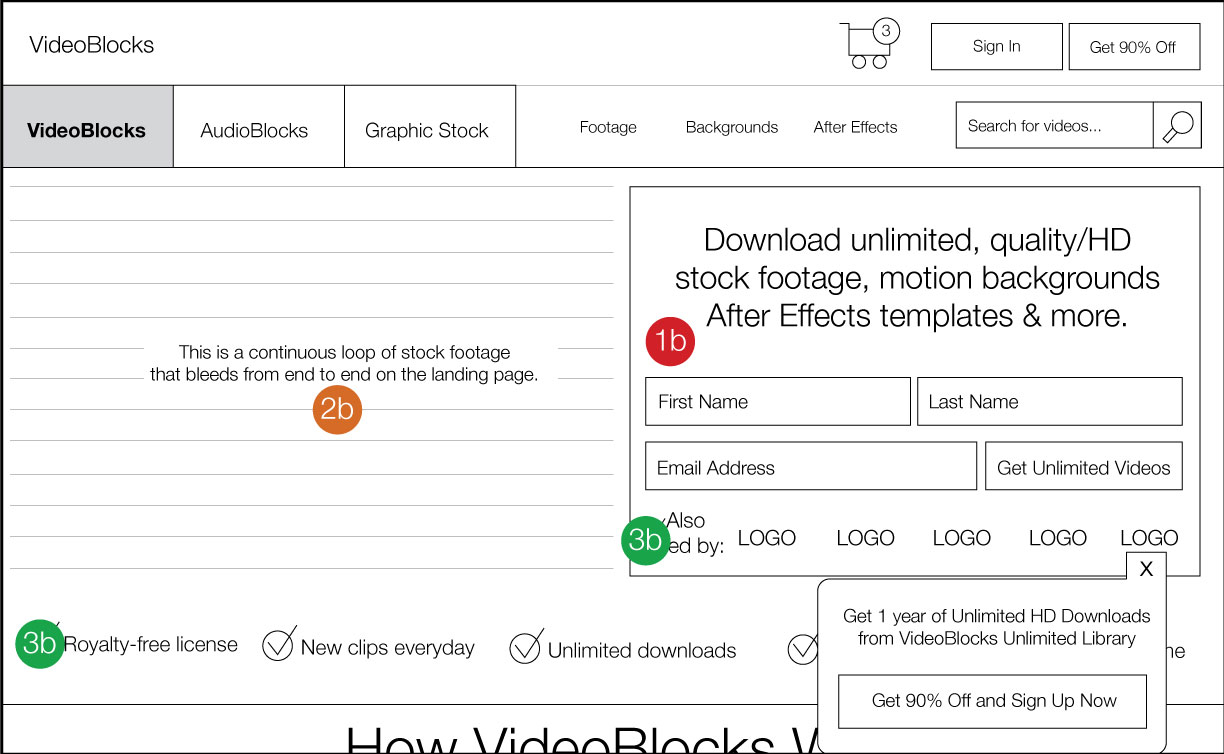 VideoBlocks
3
Sign In
Get 90% Off
VideoBlocks
AudioBlocks
Graphic Stock
Footage
Backgrounds
After Effects
Search for videos...
Download unlimited, quality/HD
stock footage, motion backgrounds
After Effects templates & more.
1b
This is a continuous loop of stock footage
that bleeds from end to end on the landing page.
2b
First Name
Last Name
Email Address
Get Unlimited Videos
3b
Also
ed by:
LOGO
LOGO
LOGO
LOGO
LOGO
X
Get 1 year of Unlimited HD Downloads
from VideoBlocks Unlimited Library
Get 90% Off and Sign Up Now
3b
Royalty-free license
New clips everyday
Unlimited downloads
How VideoBlocks